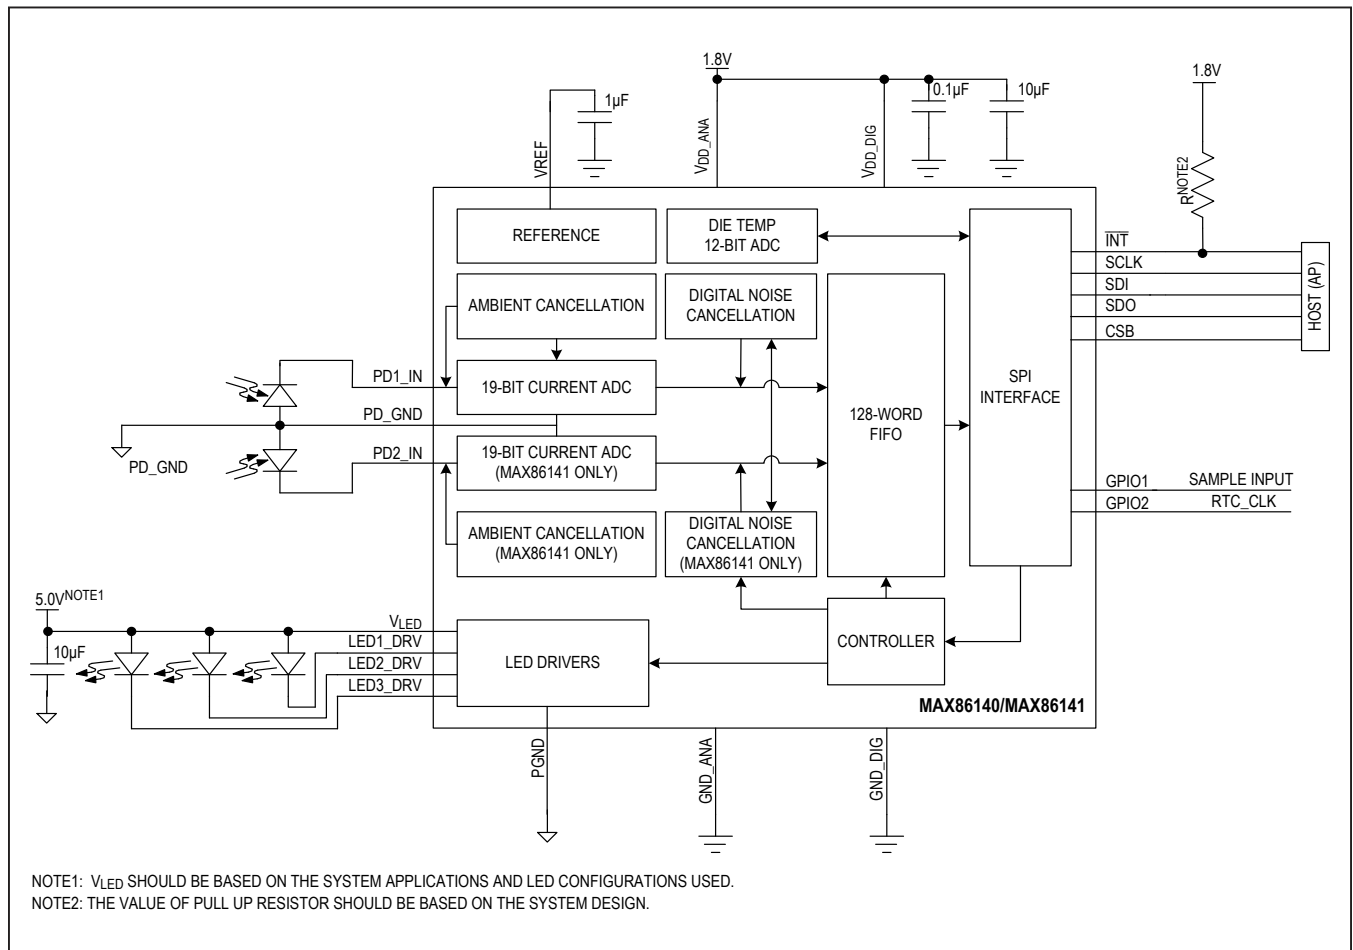 1.8V
1.8V
1µF
0.1µF
10µF
VREF
VDD_ANA
VDD_DIG
RNOTE2
REFERENCE
DIE TEMP
12-BIT ADC
INT
SCLK
SDI
SDO
CSB
HOST (AP)
AMBIENT CANCELLATION
DIGITAL NOISE
CANCELLATION
SPI
INTERFACE
PD1_IN
19-BIT CURRENT ADC
PD_GND
128-WORD
FIFO
PD_GND
PD2_IN
19-BIT CURRENT ADC
(MAX86141 ONLY)
GPIO1
SAMPLE INPUT
GPIO2
RTC_CLK
AMBIENT CANCELLATION
(MAX86141 ONLY)
DIGITAL NOISE
CANCELLATION
(MAX86141 ONLY)
5.0VNOTE1
10µF
VLED
LED1_DRV
LED2_DRV
LED3_DRV
LED DRIVERS
CONTROLLER
MAX86140/MAX86141
PGND
GND_ANA
GND_DIG
NOTE1: VLED SHOULD BE BASED ON THE SYSTEM APPLICATIONS AND LED CONFIGURATIONS USED.
NOTE2: THE VALUE OF PULL UP RESISTOR SHOULD BE BASED ON THE SYSTEM DESIGN.